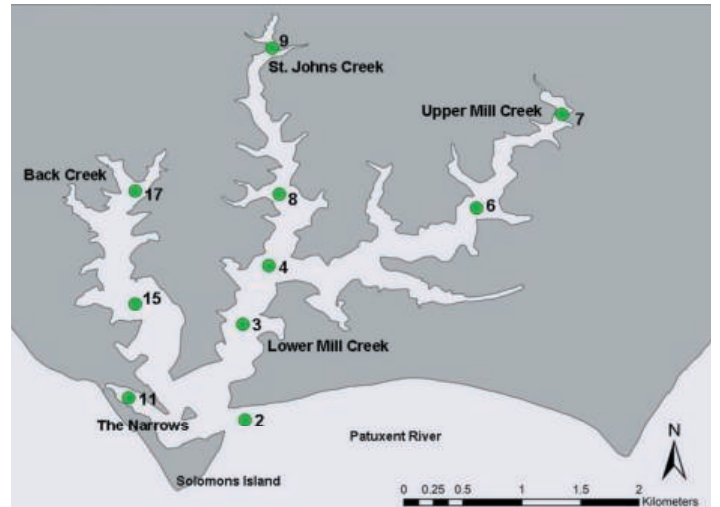 9
St. Johns Creek
Upper Mill Creek
7
Back Creek
17
8
6
4
15
3
Lower Mill Creek
11
The Narrows
2
Patuxent River
N
Solomons Island
0 0.25 0.5 1 1.5 2
Kilometers